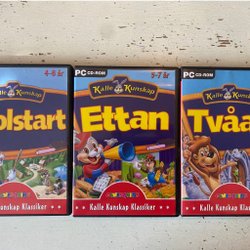 4-6 år
Kalle Kunskap
olstart
Kalle Kunskap Klassiker
PC CD-ROM
5-7 år
Kalle Kunskap
Ettan
Kalle Kunskap Klassiker
PC CD-ROM
Kalle Kunskap
Tvåa
Kalle Kunskap Klassiker